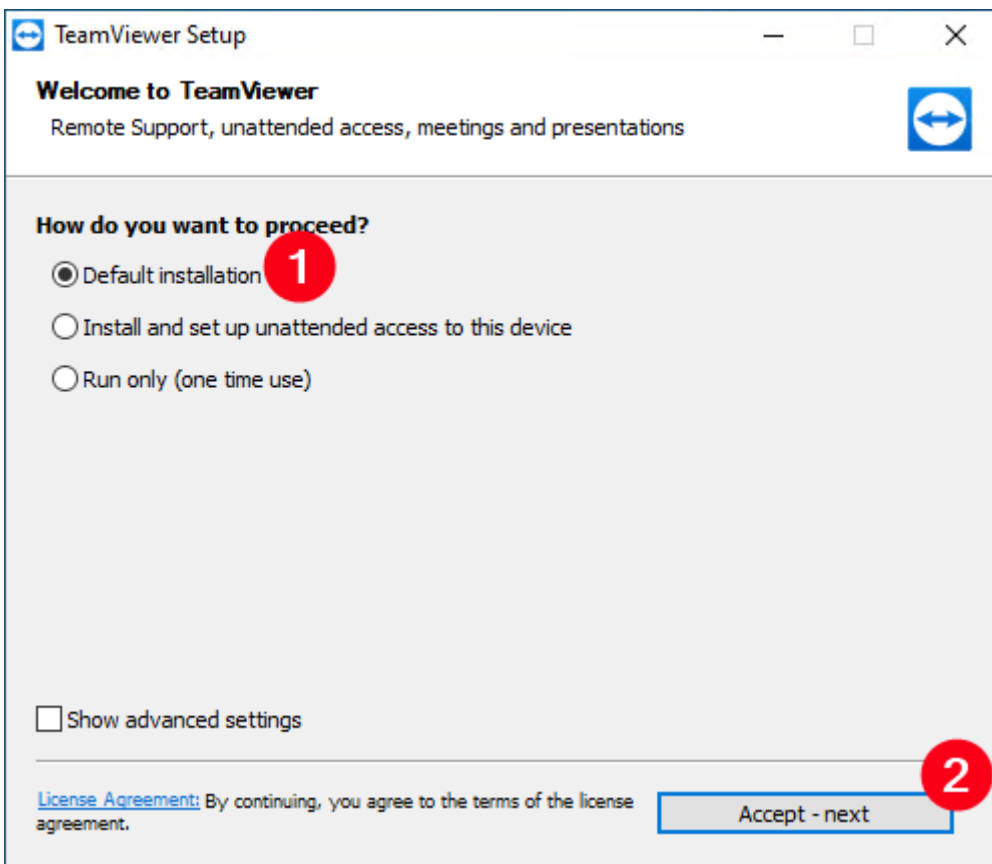 TeamViewer Setup
Welcome to TeamViewer
Remote Support, unattended access, meetings and presentations
How do you want to proceed?
Default installation
1
Install and set up unattended access to this device
Run only (one time use)
Show advanced settings
License Agreement: By continuing, you agree to the terms of the license
agreement.
Accept - next
2